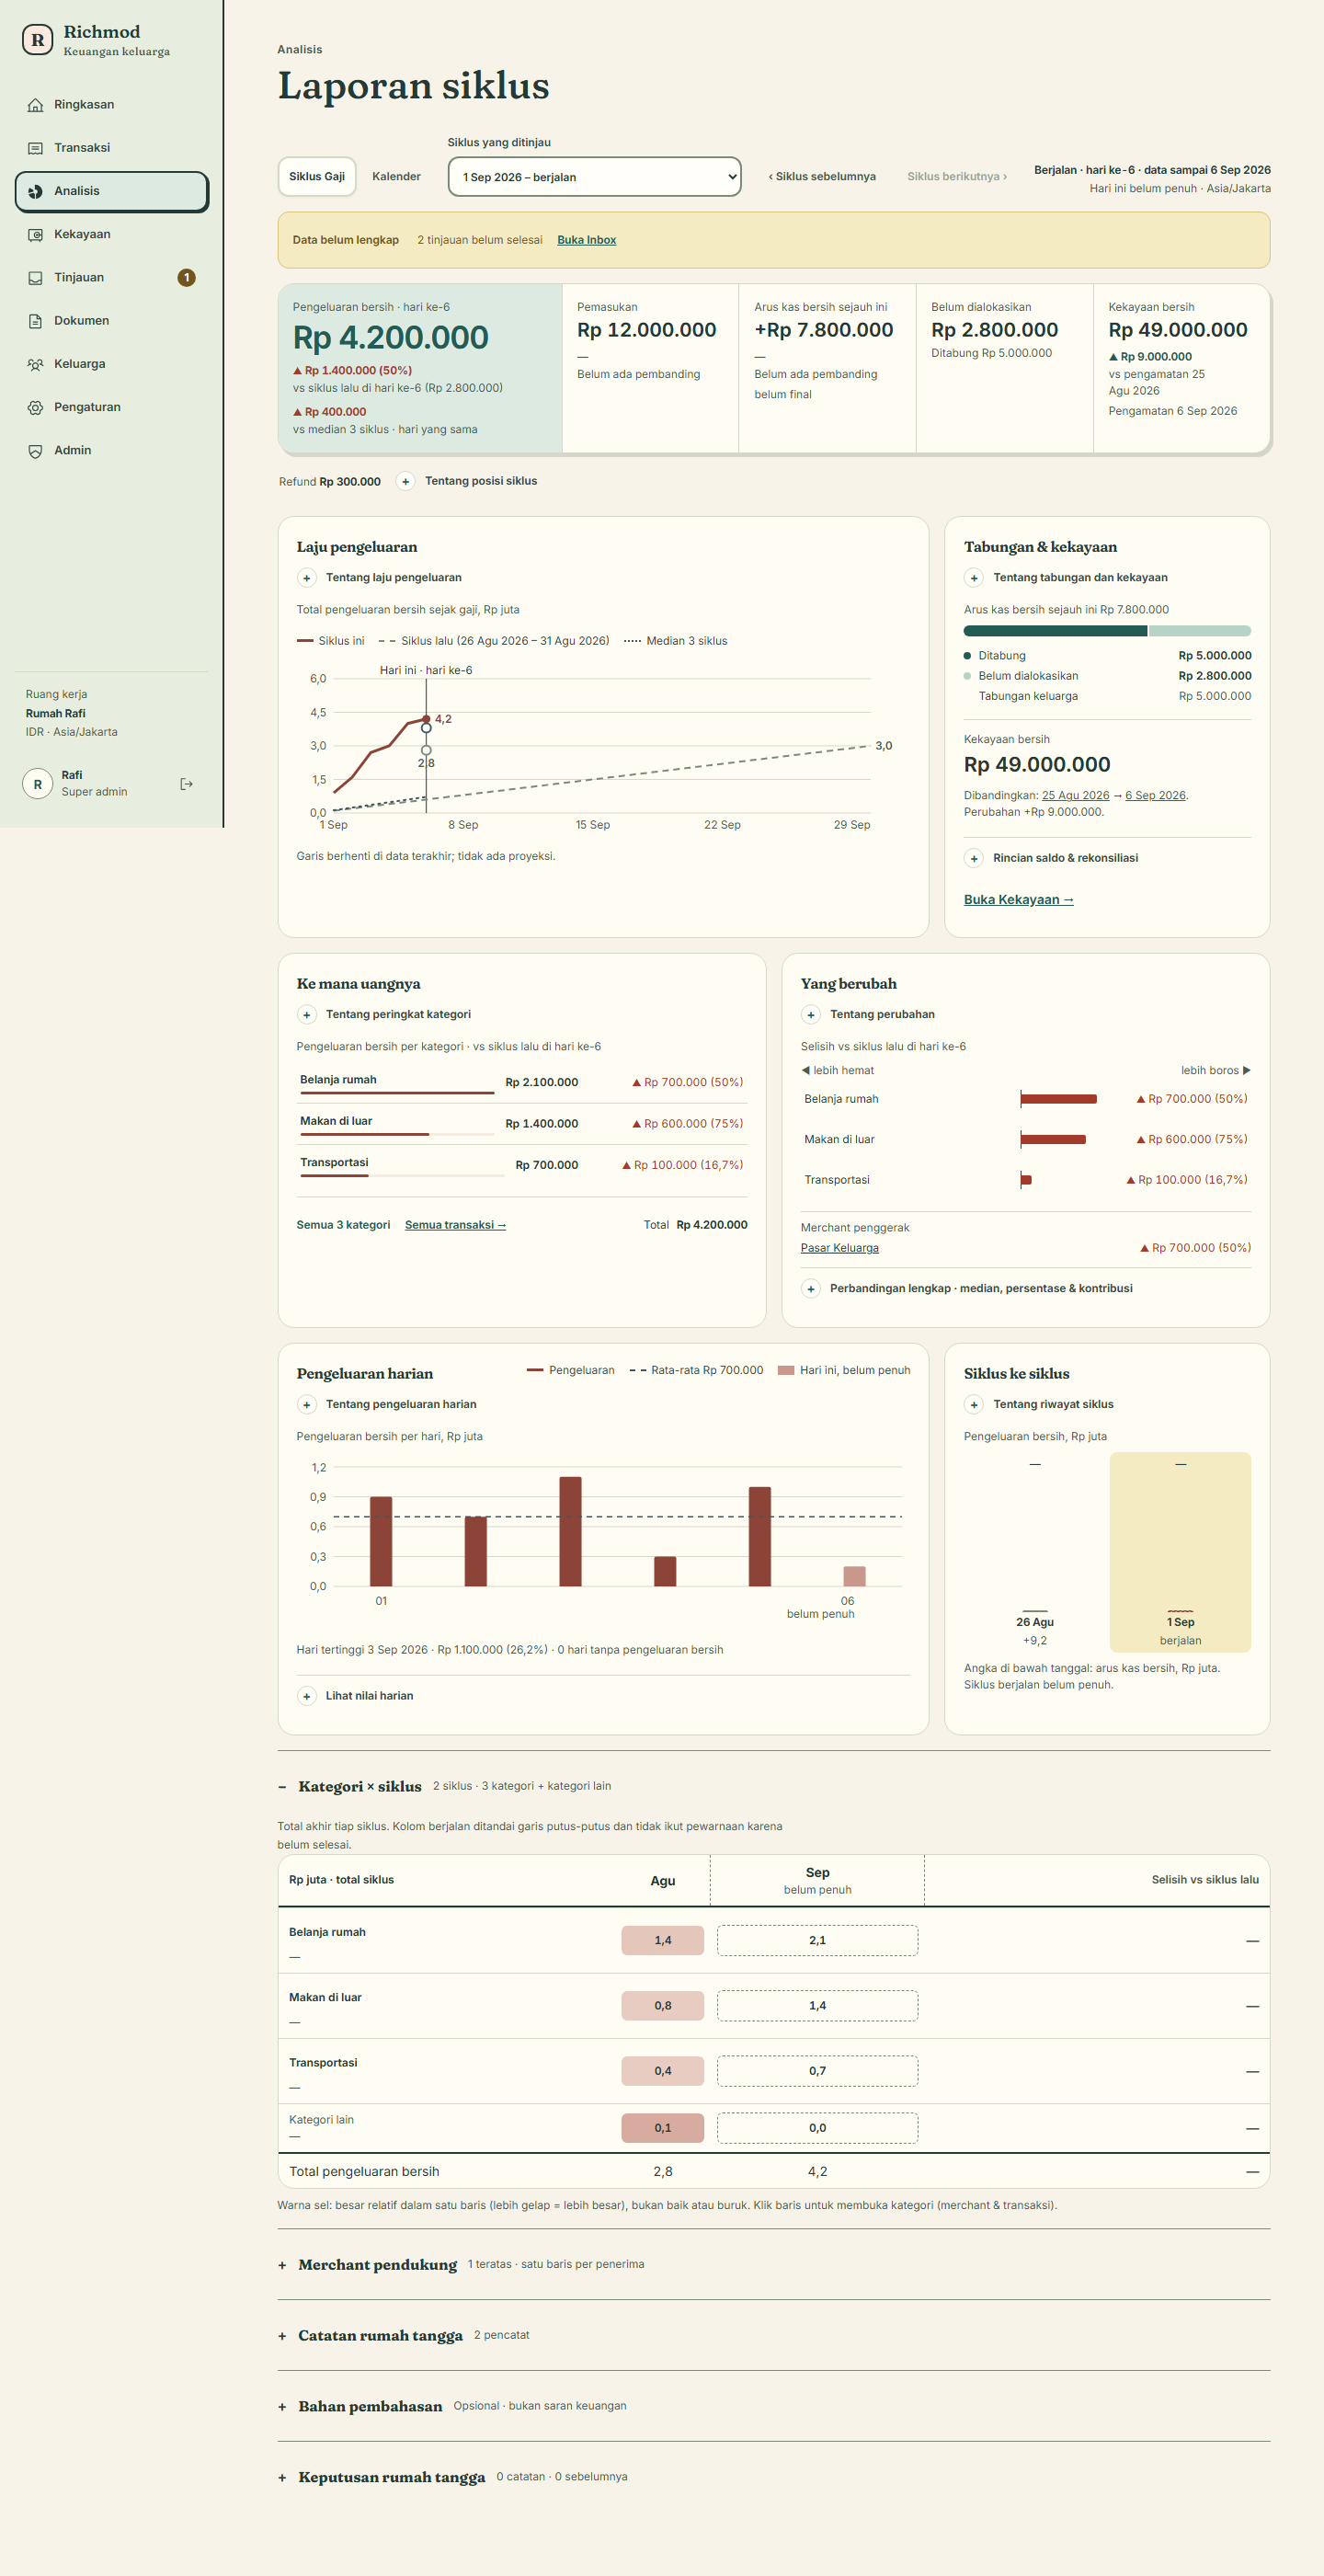 R
Richmod
Keuangan keluarga
Ringkasan
Transaksi
Analisis
Kekayaan
Tinjauan 1
Dokumen
Keluarga
Pengaturan
Admin
Ruang kerja
Rumah Rafi
IDR · Asia/Jakarta
R
Rafi
Super admin
Analisis
Laporan siklus
Siklus yang ditinjau
Siklus Gaji Kalender 1 Sep 2026 – berjalan ‹ Siklus sebelumnya Siklus berikutnya ›
Berjalan · hari ke-6 · data sampai 6 Sep 2026
Hari ini belum penuh · Asia/Jakarta
Data belum lengkap 2 tinjauan belum selesai Buka Inbox
Pengeluaran bersih · hari ke-6
Rp 4.200.000
▲ Rp 1.400.000 (50%)
vs siklus lalu di hari ke-6 (Rp 2.800.000)
▲ Rp 400.000
vs median 3 siklus · hari yang sama
Pemasukan
Rp 12.000.000
—
Belum ada pembanding
Arus kas bersih sejauh ini
+Rp 7.800.000
—
Belum ada pembanding
belum final
Belum dialokasikan
Rp 2.800.000
Ditabung Rp 5.000.000
Kekayaan bersih
Rp 49.000.000
▲ Rp 9.000.000
vs pengamatan 25
Agu 2026
Pengamatan 6 Sep 2026
Refund Rp 300.000 + Tentang posisi siklus
Laju pengeluaran
+ Tentang laju pengeluaran
Total pengeluaran bersih sejak gaji, Rp juta
Siklus ini Siklus lalu (26 Agu 2026 – 31 Agu 2026) Median 3 siklus
Hari ini · hari ke-6
6,0
4,5
4,2
3,0
3,0
2,8
1,5
0,0
1 Sep 8 Sep 15 Sep 22 Sep 29 Sep
Garis berhenti di data terakhir; tidak ada proyeksi.
Tabungan & kekayaan
+ Tentang tabungan dan kekayaan
Arus kas bersih sejauh ini Rp 7.800.000
Ditabung Rp 5.000.000
Belum dialokasikan Rp 2.800.000
Tabungan keluarga Rp 5.000.000
Kekayaan bersih
Rp 49.000.000
Dibandingkan: 25 Agu 2026 → 6 Sep 2026.
Perubahan +Rp 9.000.000.
+ Rincian saldo & rekonsiliasi
Buka Kekayaan →
Ke mana uangnya
+ Tentang peringkat kategori
Pengeluaran bersih per kategori · vs siklus lalu di hari ke-6
Belanja rumah Rp 2.100.000 ▲ Rp 700.000 (50%)
Makan di luar Rp 1.400.000 ▲ Rp 600.000 (75%)
Transportasi Rp 700.000 ▲ Rp 100.000 (16,7%)
Semua 3 kategori Semua transaksi → Total Rp 4.200.000
Yang berubah
+ Tentang perubahan
Selisih vs siklus lalu di hari ke-6
◀ lebih hemat lebih boros ▶
Belanja rumah ▲ Rp 700.000 (50%)
Makan di luar ▲ Rp 600.000 (75%)
Transportasi ▲ Rp 100.000 (16,7%)
Merchant penggerak
Pasar Keluarga ▲ Rp 700.000 (50%)
+ Perbandingan lengkap · median, persentase & kontribusi
Pengeluaran harian
Pengeluaran Rata-rata Rp 700.000 Hari ini, belum penuh
+ Tentang pengeluaran harian
Pengeluaran bersih per hari, Rp juta
1,2
0,9
0,6
0,3
0,0
01 06
belum penuh
Hari tertinggi 3 Sep 2026 · Rp 1.100.000 (26,2%) · 0 hari tanpa pengeluaran bersih
+ Lihat nilai harian
Siklus ke siklus
+ Tentang riwayat siklus
Pengeluaran bersih, Rp juta
— —
26 Agu 1 Sep
+9,2 berjalan
Angka di bawah tanggal: arus kas bersih, Rp juta.
Siklus berjalan belum penuh.
– Kategori × siklus 2 siklus · 3 kategori + kategori lain
Total akhir tiap siklus. Kolom berjalan ditandai garis putus-putus dan tidak ikut pewarnaan karena
belum selesai.
Rp juta · total siklus Agu Sep Selisih vs siklus lalu
belum penuh
Belanja rumah 1,4 2,1 —
—
Makan di luar 0,8 1,4 —
—
Transportasi 0,4 0,7 —
—
Kategori lain 0,1 0,0 —
—
Total pengeluaran bersih 2,8 4,2 —
Warna sel: besar relatif dalam satu baris (lebih gelap = lebih besar), bukan baik atau buruk. Klik baris untuk membuka kategori (merchant & transaksi).
+ Merchant pendukung 1 teratas · satu baris per penerima
+ Catatan rumah tangga 2 pencatat
+ Bahan pembahasan Opsional · bukan saran keuangan
+ Keputusan rumah tangga 0 catatan · 0 sebelumnya